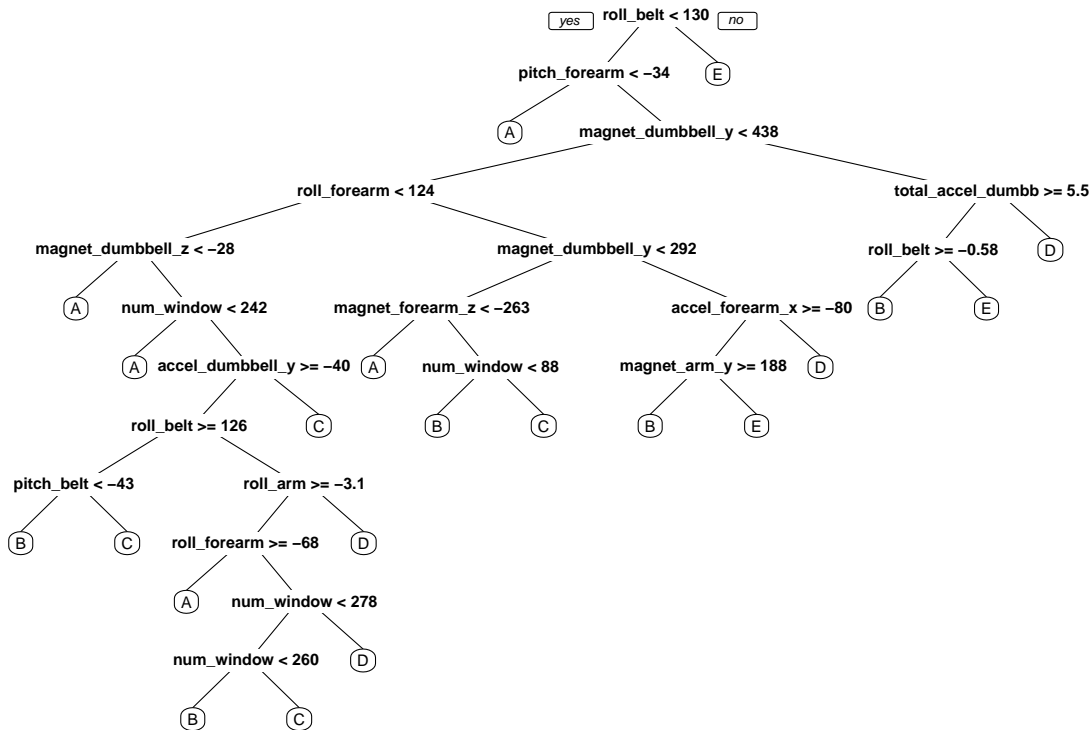 yes roll_belt < 130 no
pitch_forearm < −34 E
A magnet_dumbbell_y < 438
roll_forearm < 124 total_accel_dumbb >= 5.5
magnet_dumbbell_z < −28 magnet_dumbbell_y < 292 roll_belt >= −0.58 D
A num_window < 242 magnet_forearm_z < −263 accel_forearm_x >= −80 B E
A accel_dumbbell_y >= −40 A num_window < 88 magnet_arm_y >= 188 D
roll_belt >= 126 C B C B E
pitch_belt < −43 roll_arm >= −3.1
B C roll_forearm >= −68 D
A num_window < 278
num_window < 260 D
B C